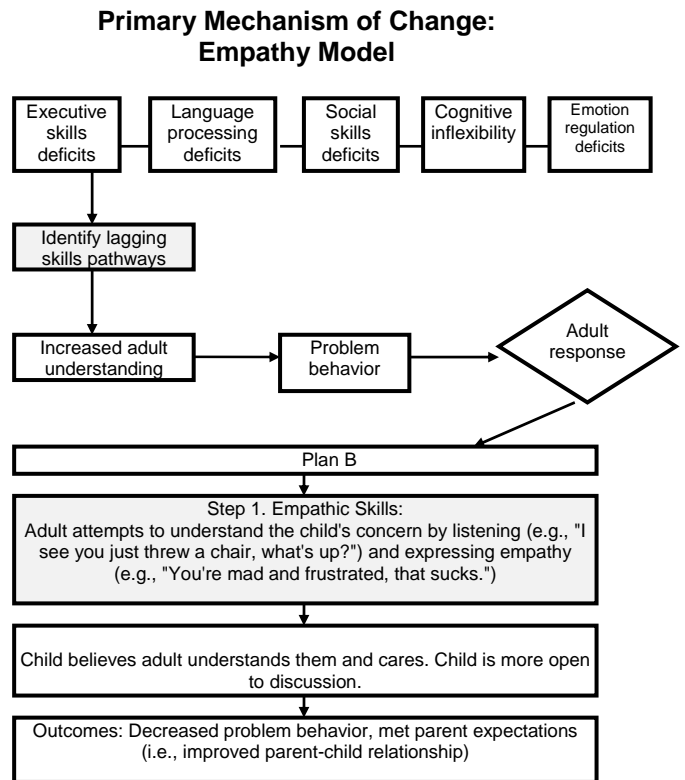 Primary Mechanism of Change:
Empathy Model
Executive
skills
deficits
Language
processing
deficits
Social
skills
deficits
Cognitive
inflexibility
Emotion
regulation
deficits
Identify lagging
skills pathways
Increased adult
understanding
Problem
behavior
Adult
response
Plan B
Step 1. Empathic Skills:
Adult attempts to understand the child's concern by listening (e.g., "I
see you just threw a chair, what's up?") and expressing empathy
(e.g., "You're mad and frustrated, that sucks.")
Child believes adult understands them and cares. Child is more open
to discussion.
Outcomes: Decreased problem behavior, met parent expectations
(i.e., improved parent-child relationship)